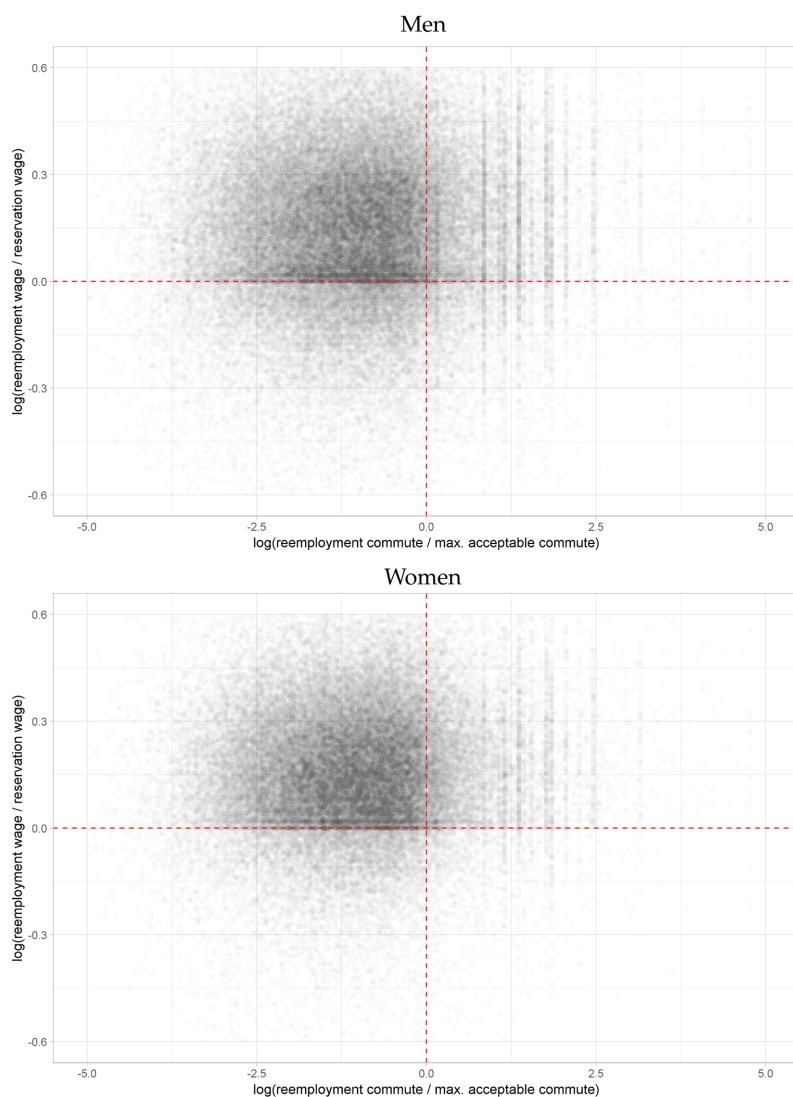 Men
log(reemployment wage / reservation wage)
0.6
0.3
0.0
-0.3
-0.6
-5.0 -2.5 0.0 2.5 5.0
log(reemployment commute / max. acceptable commute)
Women
log(reemployment wage / reservation wage)
0.6
0.3
0.0
-0.3
-0.6
-5.0 -2.5 0.0 2.5 5.0
log(reemployment commute / max. acceptable commute)